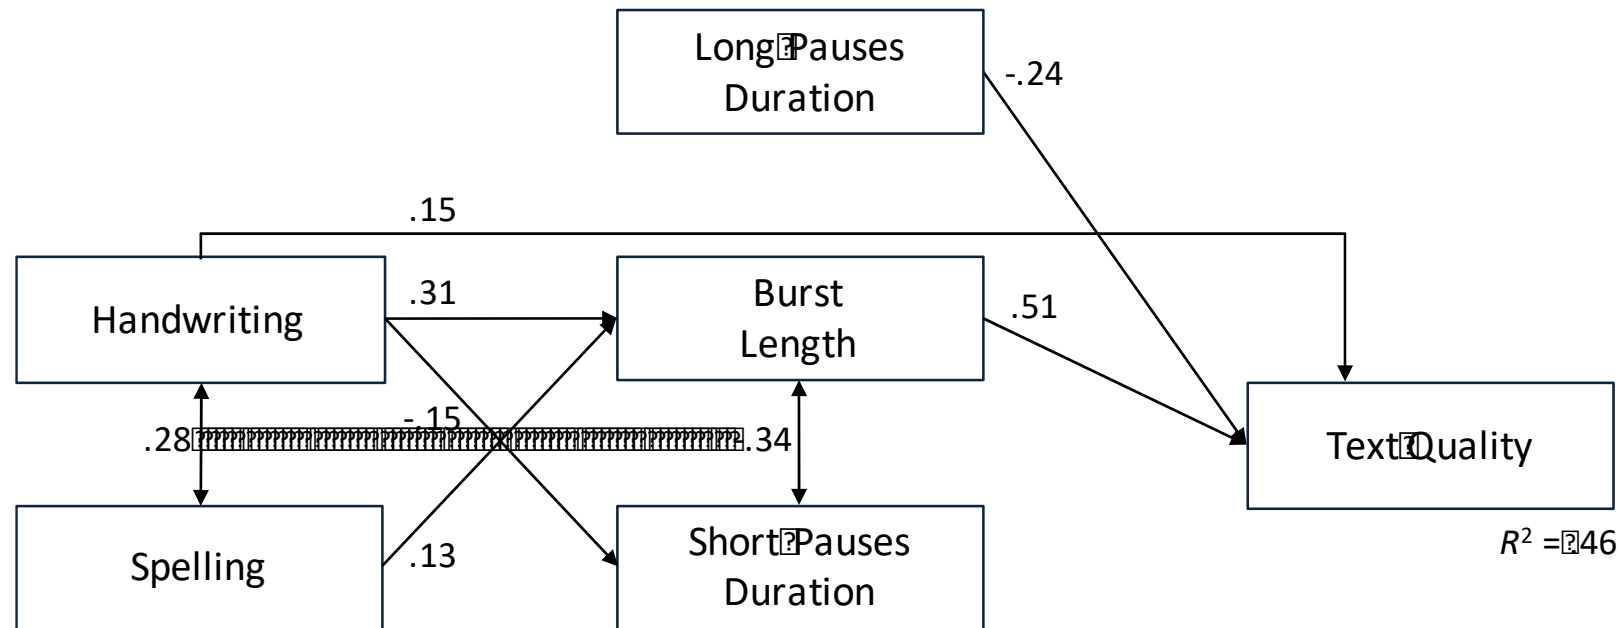 Long Pauses
Duration
-.24
.15
Handwriting
.31
Burst
Length
.51
-.15
.28
-.34
Text Quality
Spelling
.13
Short Pauses
Duration
R² = .46